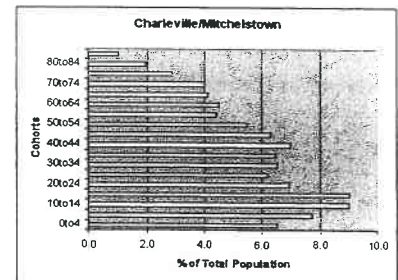 Charleville/Mitchelstown
80to84
70to74
60to64
50to54
40to44
30to34
20to24
10to14
0to4
Cohorts
0.0 2.0 4.0 6.0 8.0 10.0
% of Total Population